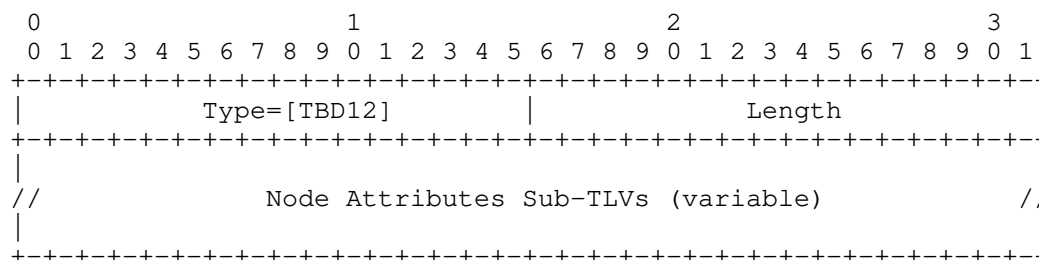 0                   1                   2                   3
 0 1 2 3 4 5 6 7 8 9 0 1 2 3 4 5 6 7 8 9 0 1 2 3 4 5 6 7 8 9 0 1
+-+-+-+-+-+-+-+-+-+-+-+-+-+-+-+-+-+-+-+-+-+-+-+-+-+-+-+-+-+-+-+-+
|           Type=[TBD12]        |             Length
+-+-+-+-+-+-+-+-+-+-+-+-+-+-+-+-+-+-+-+-+-+-+-+-+-+-+-+-+-+-+-+-+
|
//              Node Attributes Sub-TLVs (variable)            //
|
+-+-+-+-+-+-+-+-+-+-+-+-+-+-+-+-+-+-+-+-+-+-+-+-+-+-+-+-+-+-+-+-+